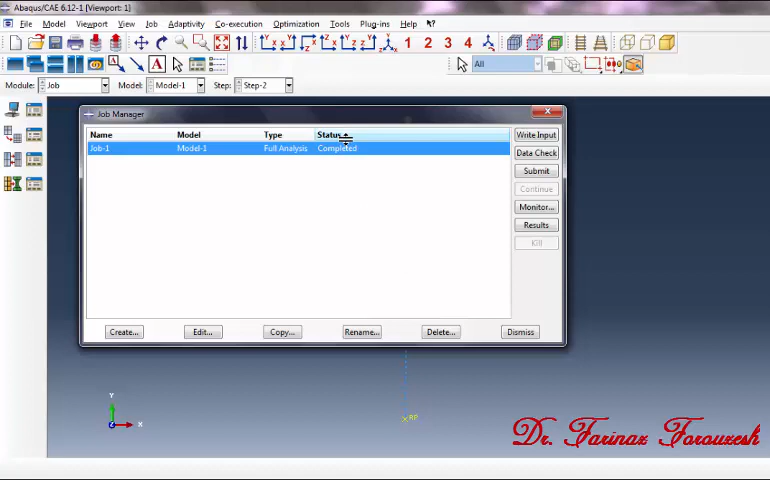 Abaqus/CAE 6.12-1 [Viewport: 1]
File Model Viewport View Job Adaptivity Co-execution Optimization Tools Plug-ins Help
1 2 3 4
A All
Module: Job Model: Model-1 Step: Step-2
Job Manager
Name Model Type Status
Job-1 Model-1 Full Analysis Completed
Write Input
Data Check
Submit
Continue
Monitor...
Results
Kill
Create... Edit... Copy... Rename... Delete... Dismiss
RP
Y
X
Dr. Farinaz Forouzesh